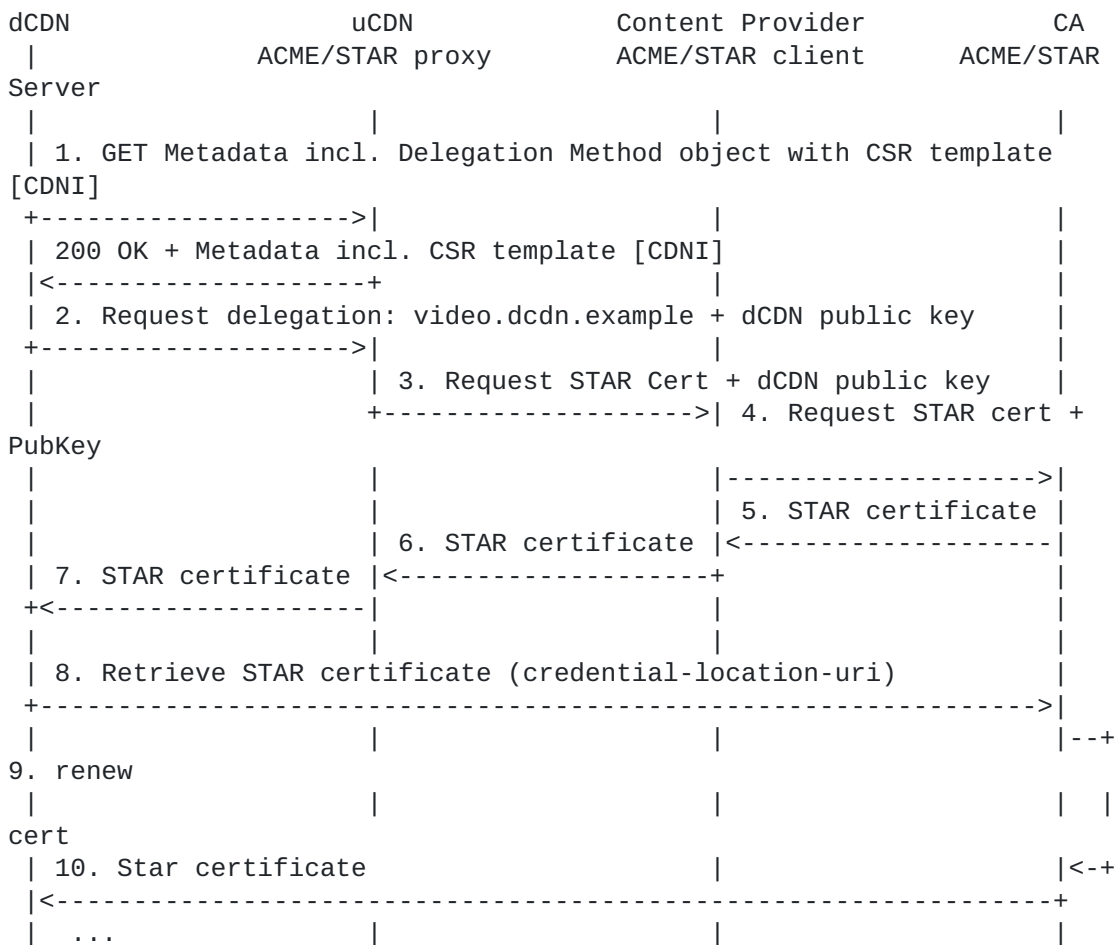 dCDN                 uCDN             Content Provider           CA
 |              ACME/STAR proxy        ACME/STAR client    ACME/STAR
Server
 |                     |                     |                     |
 | 1. GET Metadata incl. Delegation Method object with CSR template
[CDNI]
 +-------------------->|                     |                     |
 | 200 OK + Metadata incl. CSR template [CDNI]                     |
 |<--------------------+                     |                     |
 | 2. Request delegation: video.dcdn.example + dCDN public key     |
 +-------------------->|                     |                     |
 |                     | 3. Request STAR Cert + dCDN public key    |
 |                     +-------------------->| 4. Request STAR cert +
PubKey
 |                     |                     |-------------------->|
 |                     |                     | 5. STAR certificate |
 |                     | 6. STAR certificate |<--------------------|
 | 7. STAR certificate |<--------------------+                     |
 +<--------------------|                     |                     |
 |                     |                     |                     |
 | 8. Retrieve STAR certificate (credential-location-uri)          |
 +---------------------------------------------------------------->|
 |                     |                     |                     |--+
9. renew
 |                     |                     |                     |  |
cert
 | 10. Star certificate                      |                     |<-+
 |<----------------------------------------------------------------+
 |  ...                |                     |                     |